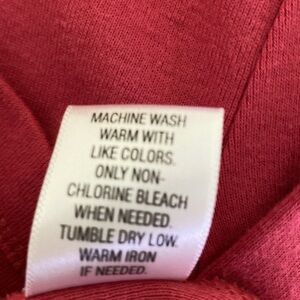 MACHINE WASH
WARM WITH
LIKE COLORS.
ONLY NON-
CHLORINE BLEACH
WHEN NEEDED.
TUMBLE DRY LOW.
WARM IRON
IF NEEDED.